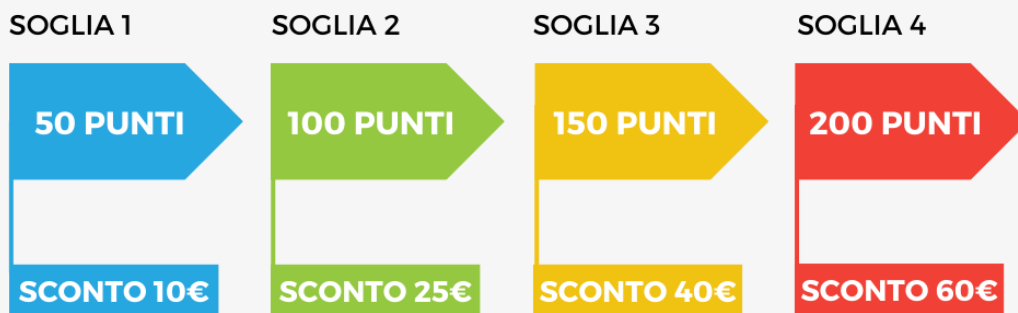 SOGLIA 1
50 PUNTI
SCONTO 10€
SOGLIA 2
100 PUNTI
SCONTO 25€
SOGLIA 3
150 PUNTI
SCONTO 40€
SOGLIA 4
200 PUNTI
SCONTO 60€